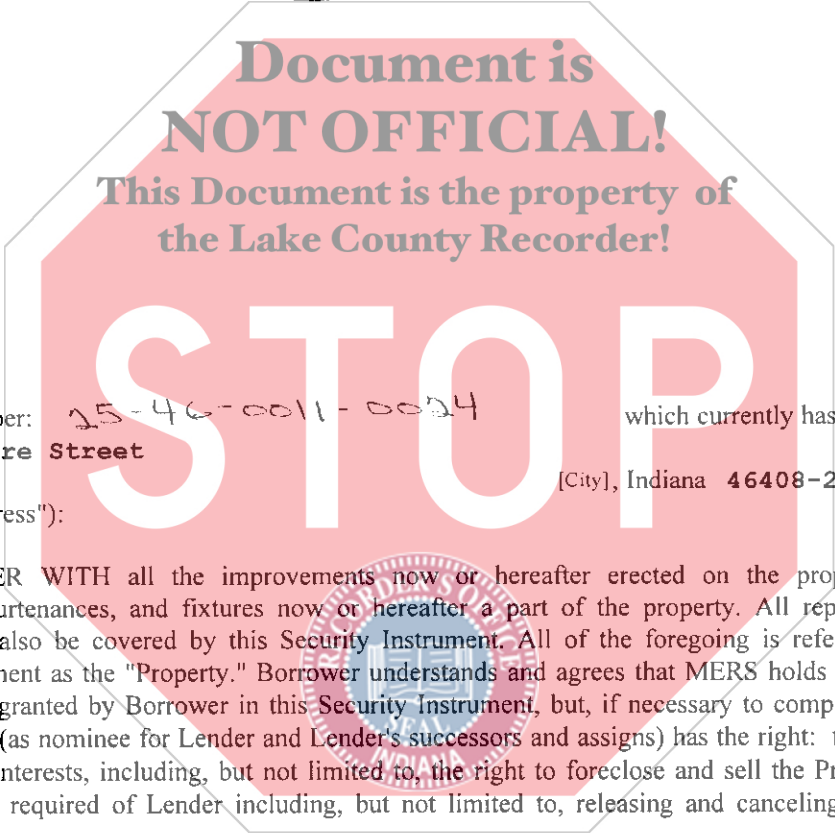 Document is
NOT OFFICIAL!
This Document is the property of
the Lake County Recorder!
STOP
er: 25-46-0011-0024 which currently has
re Street
[City], Indiana 46408-2
ress"):
ER WITH all the improvements now or hereafter erected on the prop
urtenances, and fixtures now or hereafter a part of the property. All rep
also be covered by this Security Instrument. All of the foregoing is refe
ment as the "Property." Borrower understands and agrees that MERS holds
granted by Borrower in this Security Instrument, but, if necessary to comp
(as nominee for Lender and Lender's successors and assigns) has the right:
nterests, including, but not limited to, the right to foreclose and sell the Pr
required of Lender including, but not limited to, releasing and canceling
RECORDER'S OFFICE
SEAL
INDIANA